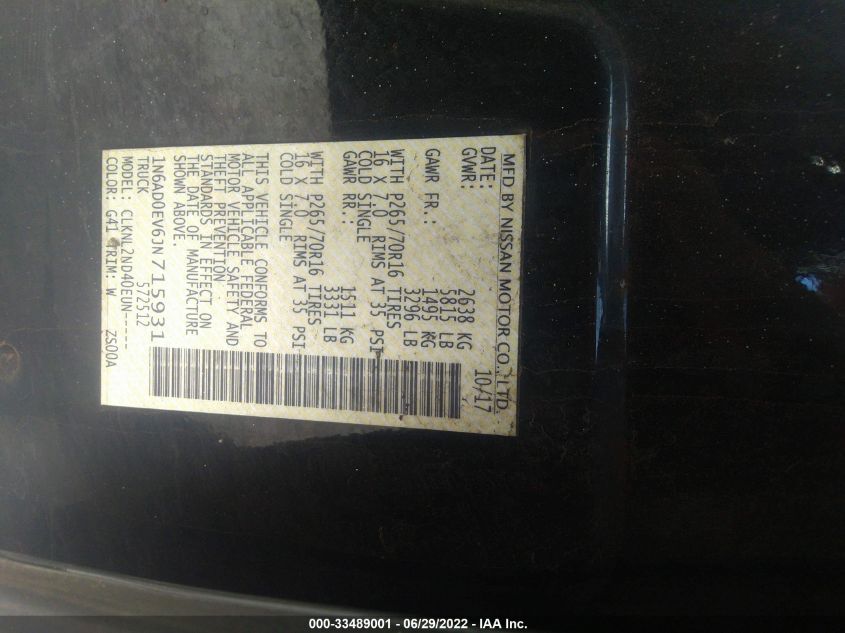 MFD BY NISSAN MOTOR CO., LTD.
DATE: 10/17
GVWR: 2638 KG
5815 LB
GAWR FR.: 1495 KG
3296 LB
WITH P265/70R16 TIRES
16 X 7.0 RIMS AT 35 PSI
COLD SINGLE
GAWR RR.: 1511 KG
3331 LB
WITH P265/70R16 TIRES
16 X 7.0 RIMS AT 35 PSI
COLD SINGLE
THIS VEHICLE CONFORMS TO
ALL APPLICABLE FEDERAL
MOTOR VEHICLE SAFETY AND
THEFT PREVENTION
STANDARDS IN EFFECT ON
THE DATE OF MANUFACTURE
SHOWN ABOVE.
1N6AD0EV6JN715931
TRUCK 572512
MODEL: CLKNL2ND40EUN-----
COLOR: G41 TRIM: W ZS00A
000-33489001 - 06/29/2022 - IAA Inc.